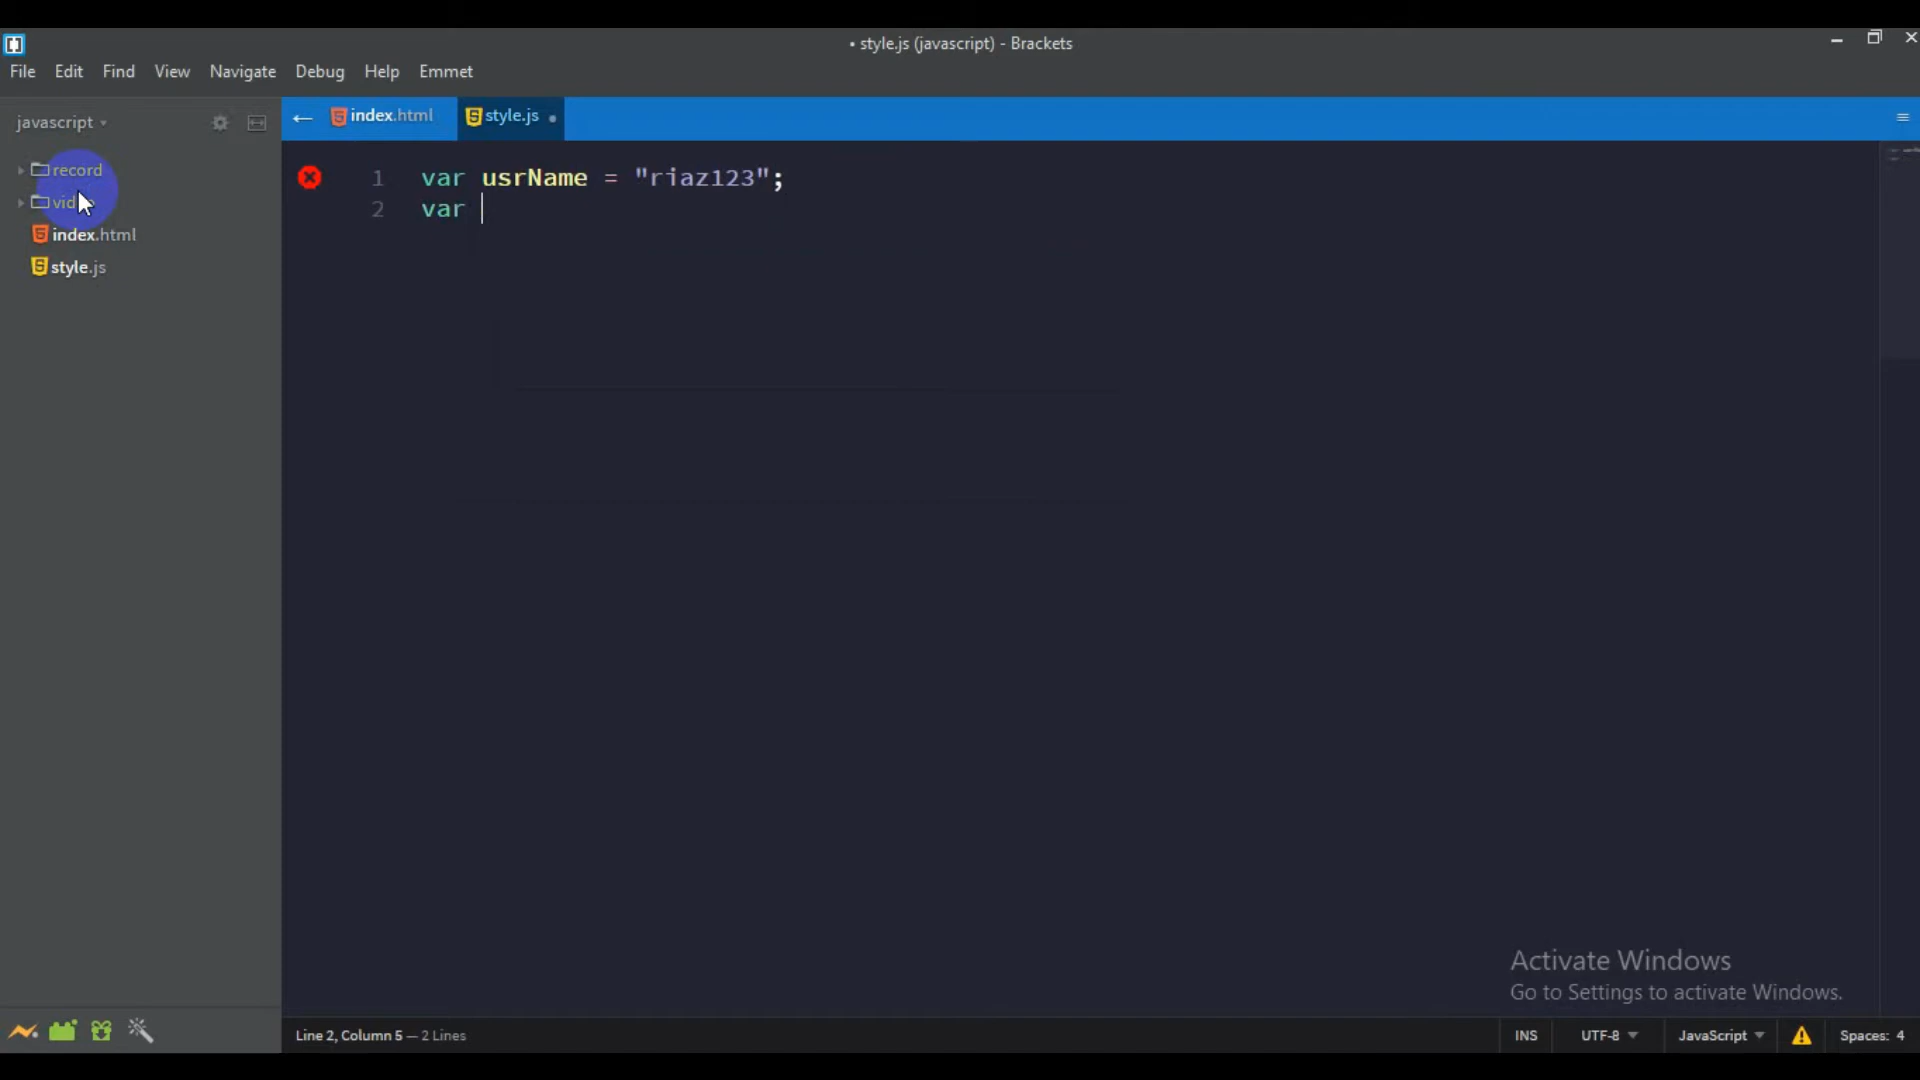 • style.js (javascript) - Brackets
File Edit Find View Navigate Debug Help Emmet
javascript
index.html
style.js
record
index.html
style.js
1 var usrName = "riaz123";
2 var
Activate Windows
Go to Settings to activate Windows.
Line 2, Column 5 — 2 Lines
INS UTF-8 JavaScript Spaces: 4